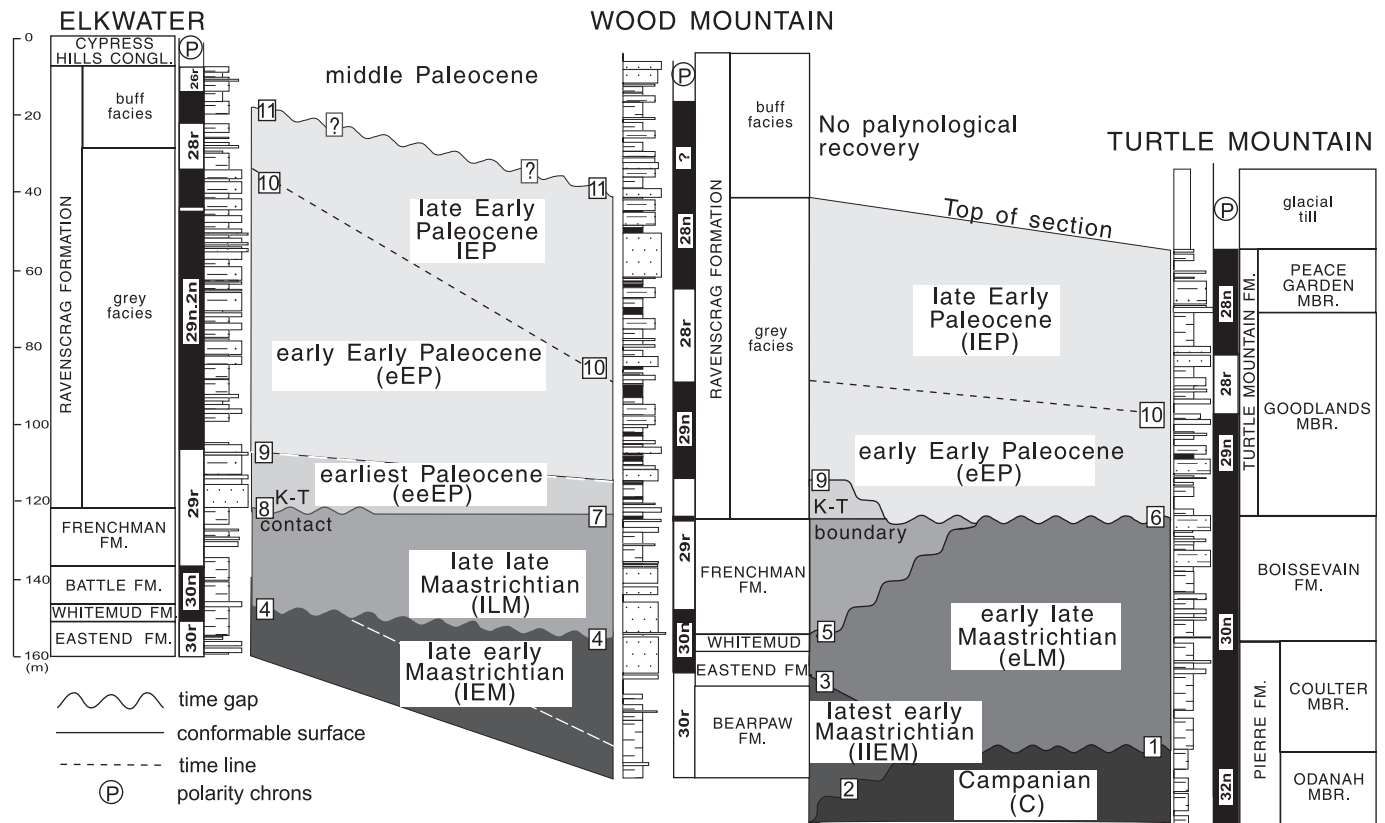 ELKWATER
WOOD MOUNTAIN
TURTLE MOUNTAIN
0
20
40
60
80
100
120
140
160
(m)
CYPRESS
HILLS CONGL.
buff
facies
grey
facies
RAVENSCRAG FORMATION
FRENCHMAN
FM.
BATTLE FM.
WHITEMUD FM.
EASTEND FM.
P
26r
28r
29n.2n
29r
30n
30r
middle Paleocene
11
?
?
11
10
late Early
Paleocene
lEP
10
early Early Paleocene
(eEP)
9
earliest Paleocene
(eeEP)
8
K-T
contact
7
late late
Maastrichtian
(lLM)
4
4
late early
Maastrichtian
(lEM)
P
?
28n
28r
29n
29r
30n
30r
RAVENSCRAG FORMATION
buff
facies
grey
facies
FRENCHMAN
FM.
WHITEMUD
EASTEND FM.
BEARPAW
FM.
No palynological
recovery
Top of section
late Early
Paleocene
(lEP)
10
early Early Paleocene
(eEP)
9
K-T
boundary
6
early late
Maastrichtian
(eLM)
5
3
latest early
Maastrichtian
(llEM)
1
2
Campanian
(C)
P
28n
28r
29n
30n
32n
glacial
till
TURTLE MOUNTAIN FM.
PEACE
GARDEN
MBR.
GOODLANDS
MBR.
BOISSEVAIN
FM.
PIERRE FM.
COULTER
MBR.
ODANAH
MBR.
time gap
conformable surface
time line
P polarity chrons